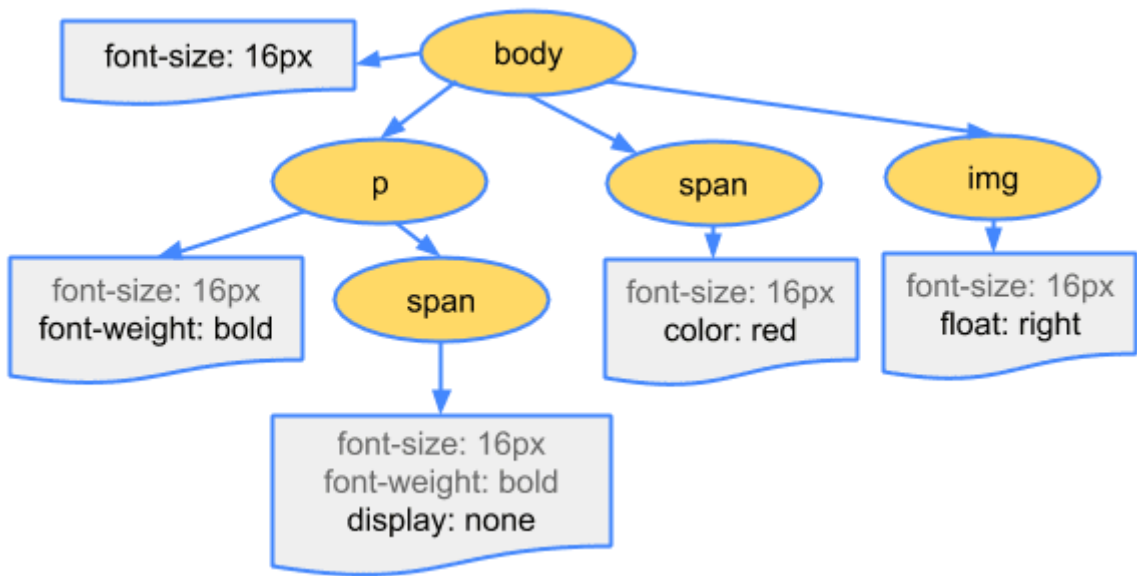 font-size: 16px
body
p
span
img
font-size: 16px
font-weight: bold
span
font-size: 16px
color: red
font-size: 16px
float: right
font-size: 16px
font-weight: bold
display: none